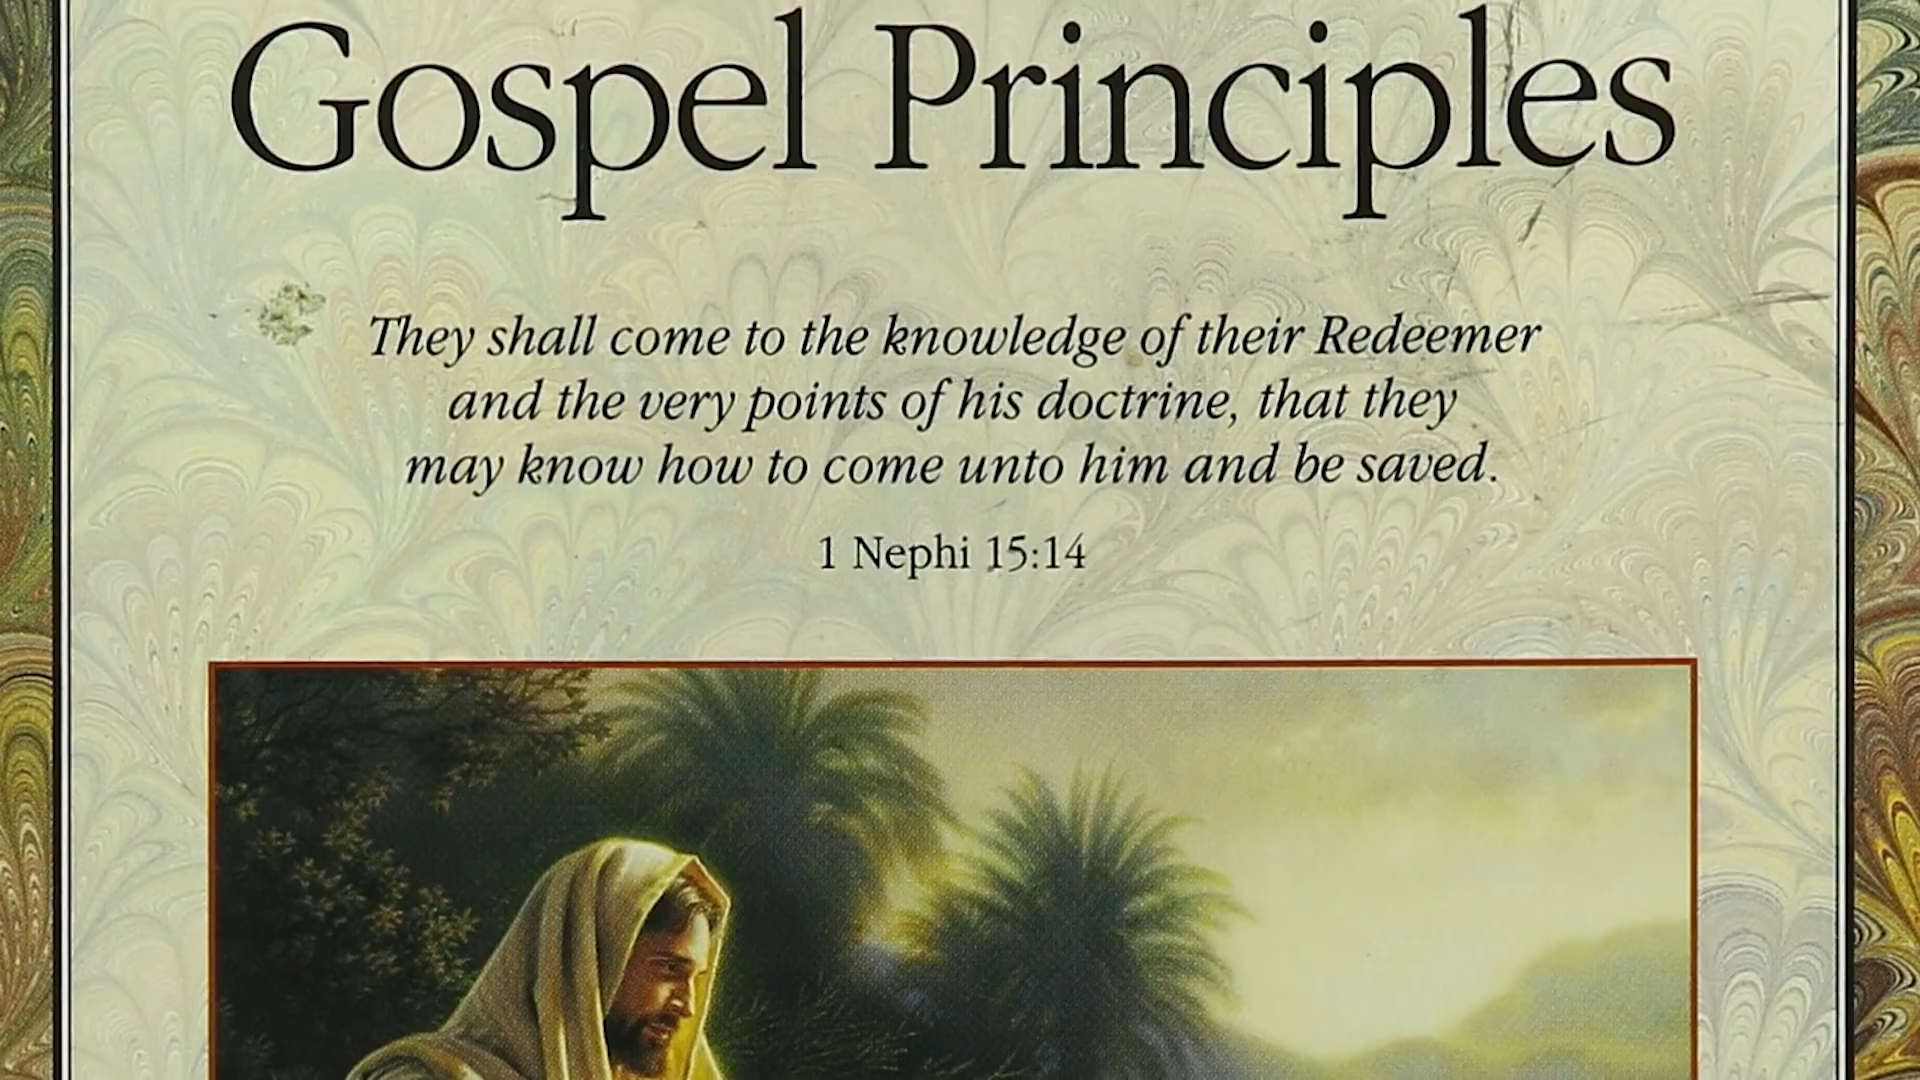 Gospel Principles
They shall come to the knowledge of their Redeemer
and the very points of his doctrine, that they
may know how to come unto him and be saved.
1 Nephi 15:14